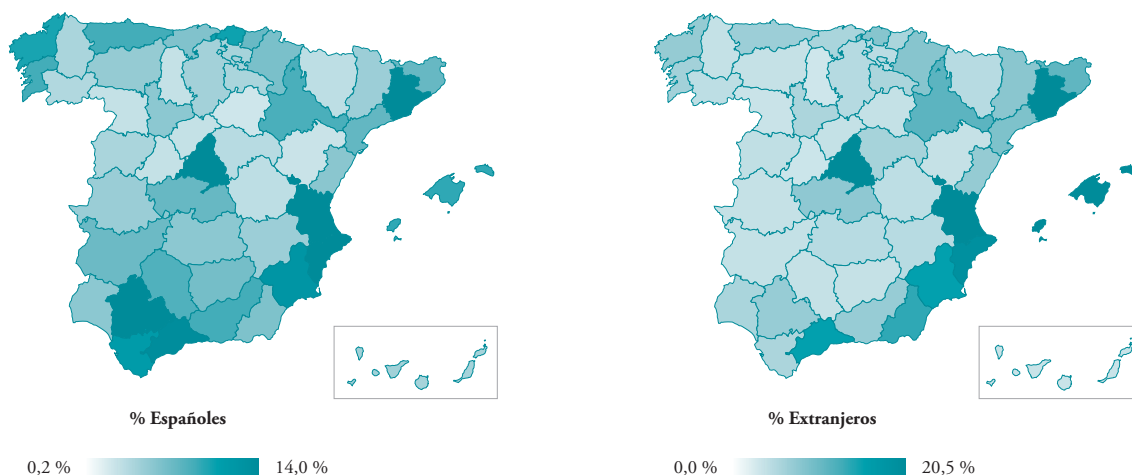 % Españoles
% Extranjeros
0,2 %
14,0 %
0,0 %
20,5 %